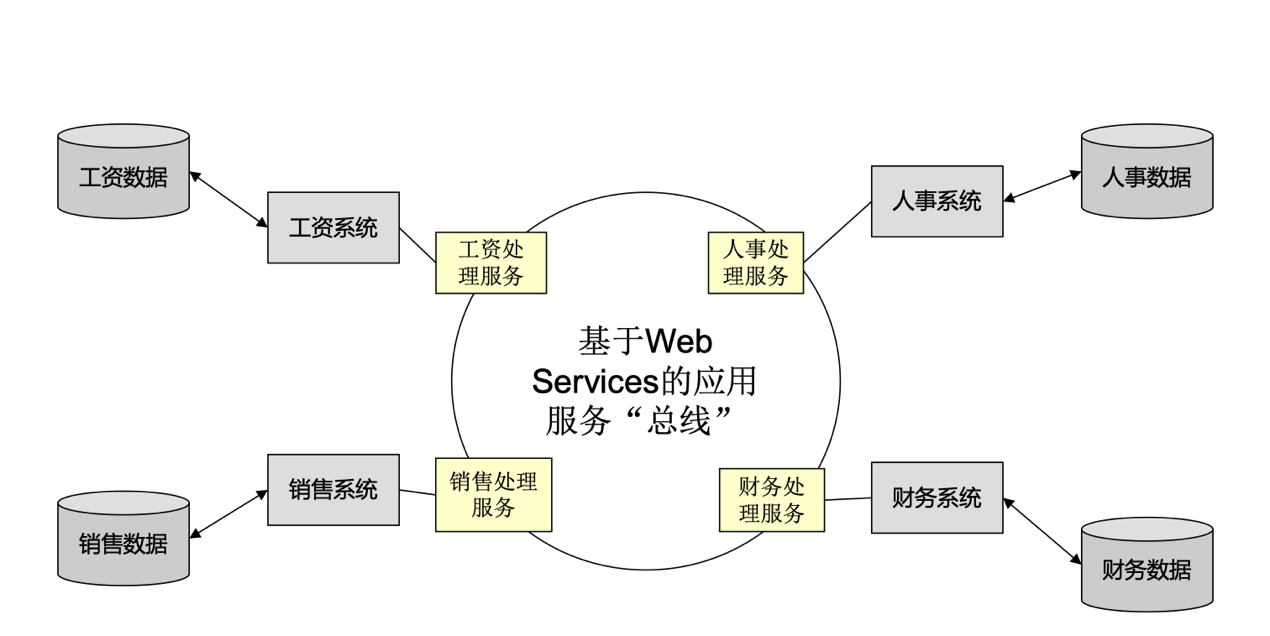 工资数据
人事数据
工资系统
人事系统
工资处
理服务
人事处
理服务
基于Web
Services的应用
服务“总线”
销售处理
服务
财务处
理服务
销售系统
财务系统
销售数据
财务数据